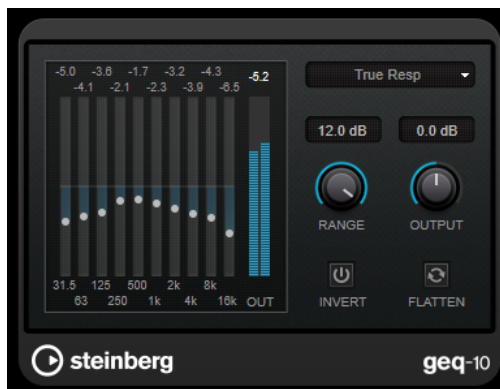 -5.0 -3.6 -1.7 -3.2 -4.3 -5.2
-4.1 -2.1 -2.3 -3.9 -6.5
True Resp
12.0 dB 0.0 dB
RANGE OUTPUT
31.5 125 500 2k 8k
63 250 1k 4k 16k OUT
INVERT FLATTEN
steinberg geq-10